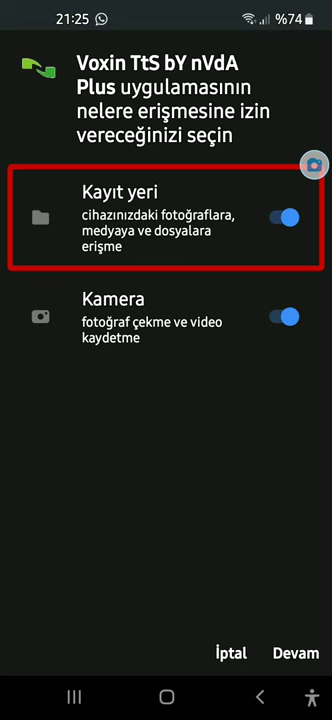 21:25 %74
Voxin TtS bY nVdA
Plus uygulamasının
nelere erişmesine izin
vereceğinizi seçin
Kayıt yeri
cihazınızdaki fotoğraflara,
medyaya ve dosyalara
erişme
Kamera
fotoğraf çekme ve video
kaydetme
İptal Devam